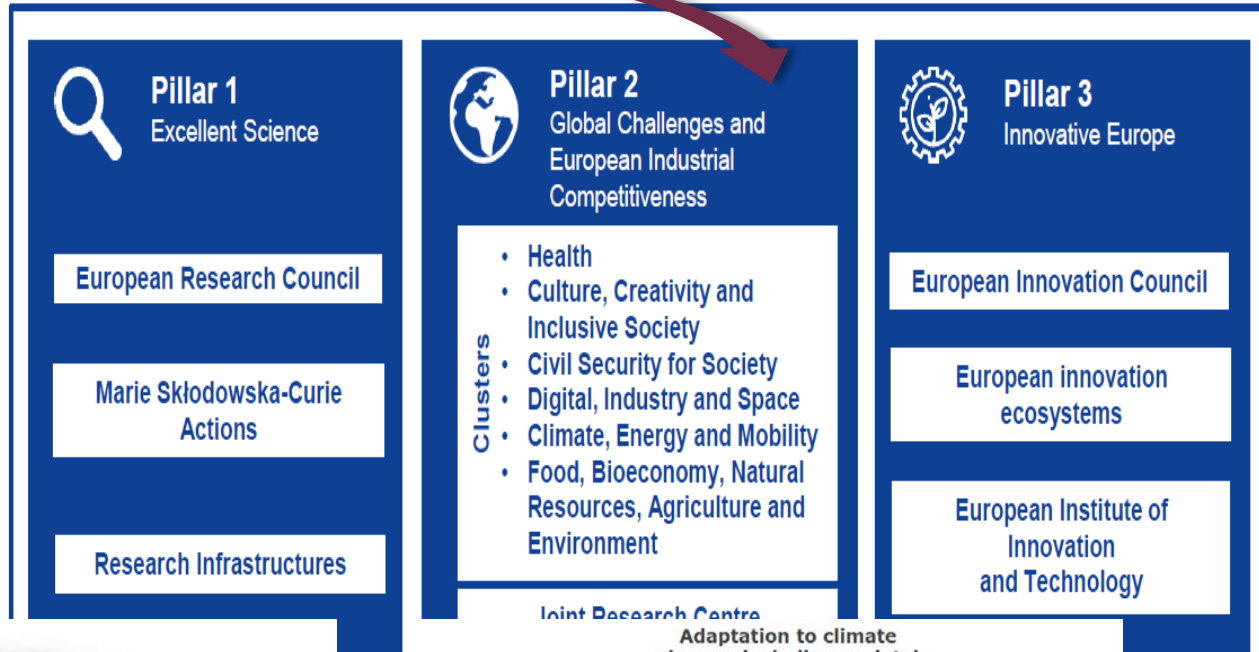 Pillar 1
Excellent Science
European Research Council
Marie Skłodowska-Curie
Actions
Research Infrastructures
Pillar 2
Global Challenges and
European Industrial
Competitiveness
Clusters
• Health
• Culture, Creativity and
Inclusive Society
• Civil Security for Society
• Digital, Industry and Space
• Climate, Energy and Mobility
• Food, Bioeconomy, Natural
Resources, Agriculture and
Environment
Joint Research Centre
Pillar 3
Innovative Europe
European Innovation Council
European innovation
ecosystems
European Institute of
Innovation
and Technology
Adaptation to climate